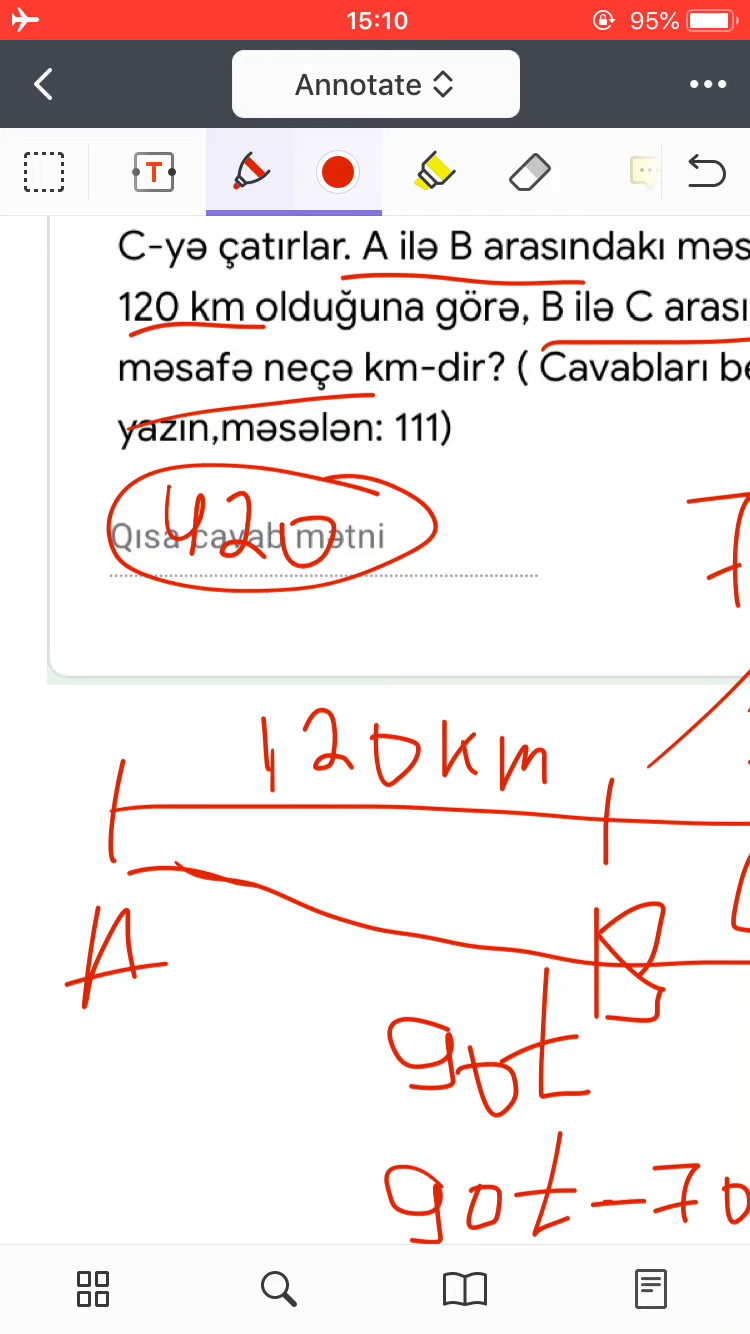 15:10
95%
Annotate
T
C-yə çatırlar. A ilə B arasındakı məs
120 km olduğuna görə, B ilə C arası
məsafə neçə km-dir? ( Cavabları be
yazın,məsələn: 111)
420
Qısa cavab mətni
7
120km
A
B
90t
90t-70